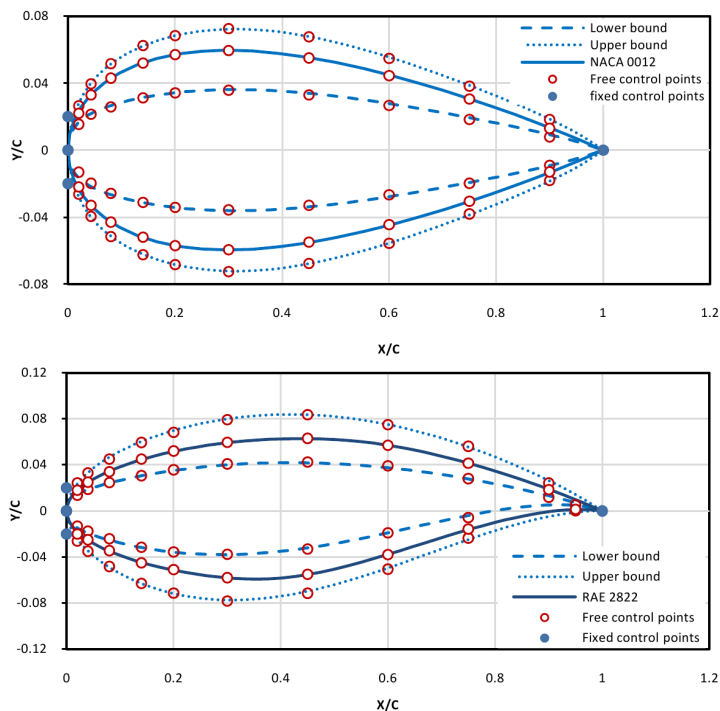 0.08
Lower bound
Upper bound
NACA 0012
Free control points
fixed control points
0.04
Y/C
0
-0.04
-0.08
0 0.2 0.4 0.6 0.8 1 1.2
X/C
0.12
0.08
0.04
Y/C
0
-0.04
Lower bound
Upper bound
RAE 2822
-0.08
Free control points
Fixed control points
-0.12
0 0.2 0.4 0.6 0.8 1 1.2
X/C